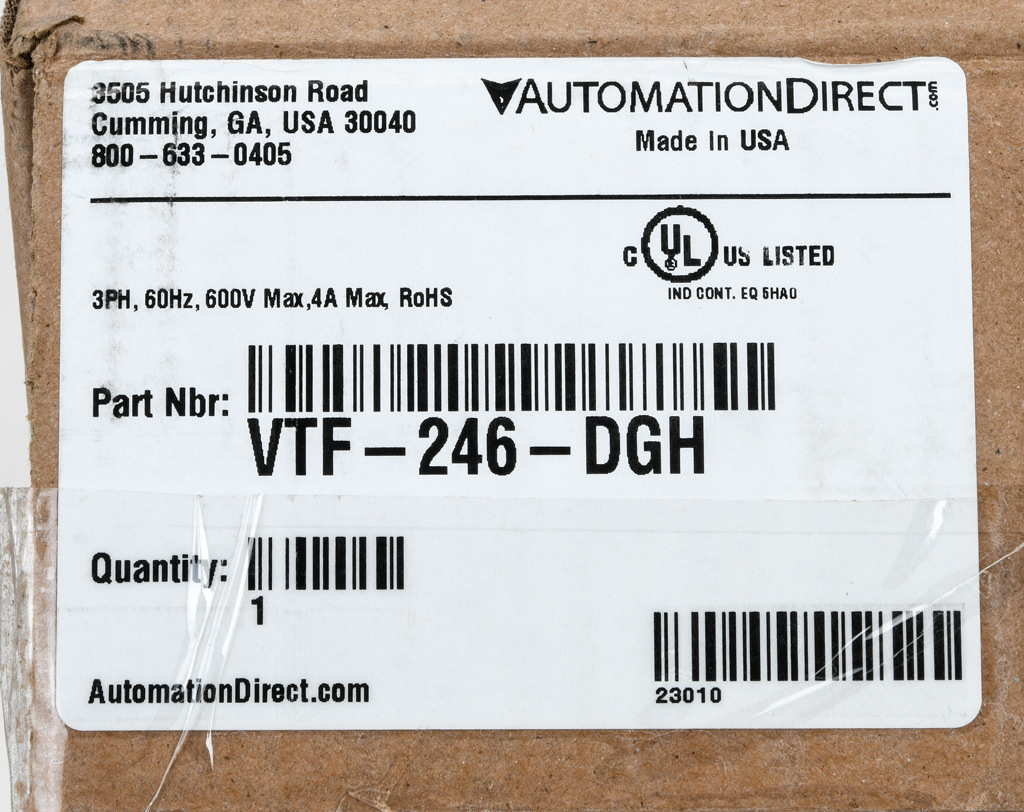 3505 Hutchinson Road
Cumming, GA, USA 30040
800-633-0405
AUTOMATIONDIRECT.com
Made in USA
C UL US LISTED
IND CONT. EQ 5HA0
3PH, 60Hz, 600V Max,4A Max, RoHS
Part Nbr:
VTF-246-DGH
Quantity:
1
AutomationDirect.com
23010